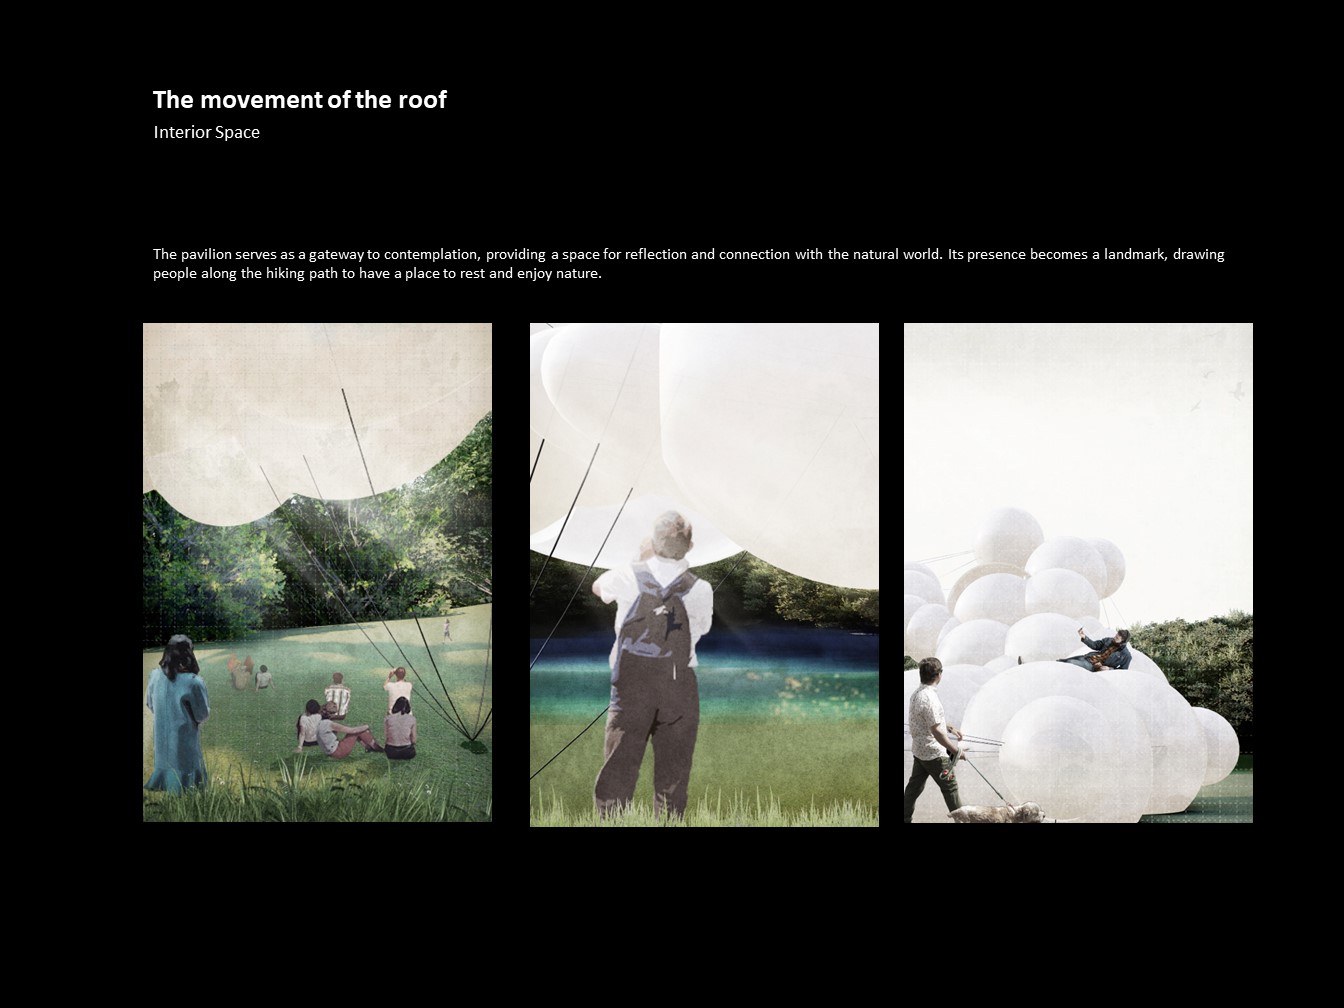 The movement of the roof
Interior Space
The pavilion serves as a gateway to contemplation, providing a space for reflection and connection with the natural world. Its presence becomes a landmark, drawing
people along the hiking path to have a place to rest and enjoy nature.